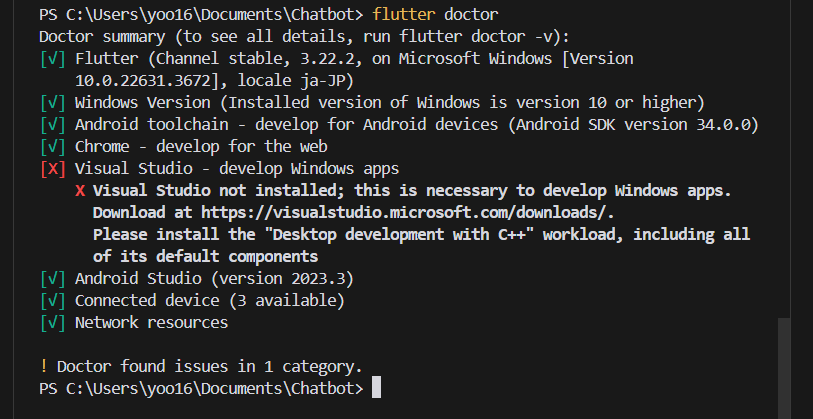 PS C:\Users\yoo16\Documents\Chatbot> flutter doctor
Doctor summary (to see all details, run flutter doctor -v):
[√] Flutter (Channel stable, 3.22.2, on Microsoft Windows [Version
10.0.22631.3672], locale ja-JP)
[√] Windows Version (Installed version of Windows is version 10 or higher)
[√] Android toolchain - develop for Android devices (Android SDK version 34.0.0)
[√] Chrome - develop for the web
[X] Visual Studio - develop Windows apps
X Visual Studio not installed; this is necessary to develop Windows apps.
Download at https://visualstudio.microsoft.com/downloads/.
Please install the "Desktop development with C++" workload, including all
of its default components
[√] Android Studio (version 2023.3)
[√] Connected device (3 available)
[√] Network resources
! Doctor found issues in 1 category.
PS C:\Users\yoo16\Documents\Chatbot>